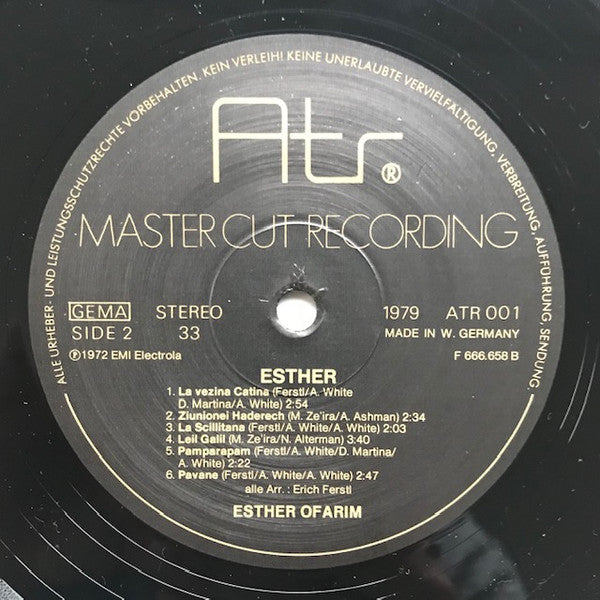 ALLE URHEBER- UND LEISTUNGSSCHUTZRECHTE VORBEHALTEN. KEIN VERLEIH! KEINE UNERLAUBTE VERVIELFÄLTIGUNG, VERBREITUNG, AUFFÜHRUNG, SENDUNG.
Atr®
MASTER CUT RECORDING
GEMA STEREO 1979 ATR 001
SIDE 2 33 MADE IN W. GERMANY
℗1972 EMI Electrola F 666.658 B
ESTHER
1. La vezina Catina (Ferstl/A. White
D. Martina/A. White) 2:54
2. Ziunionei Haderech (M. Ze'ira/A. Ashman) 2:34
3. La Scillitana (Ferstl/A. White/A. White) 2:03
4. Leil Galil (M. Ze'ira/N. Alterman) 3:40
5. Pamparapam (Ferstl/A. White/D. Martina/
A. White) 2:22
6. Pavane (Ferstl/A. White/A. White) 2:47
alle Arr.: Erich Ferstl
ESTHER OFARIM